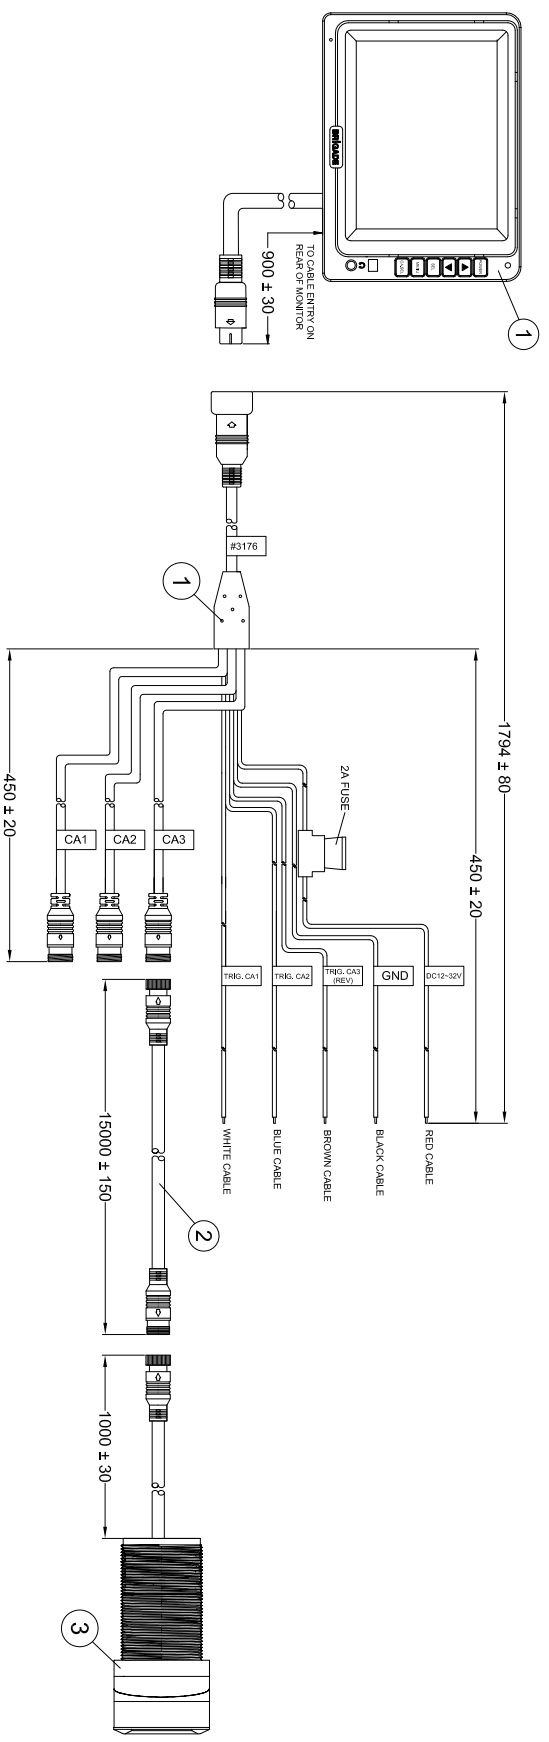 BRIGADE
TO CABLE ENTRY ON
REAR OF MONITOR
900 ± 30
1
#3176
1
1794 ± 80
450 ± 20
450 ± 20
2A FUSE
CA1
CA2
CA3
TRIG. CA1
TRIG. CA2
TRIG. CA3
(REV)
GND
DC12~32V
WHITE CABLE
BLUE CABLE
BROWN CABLE
BLACK CABLE
RED CABLE
15000 ± 150
2
1000 ± 30
3